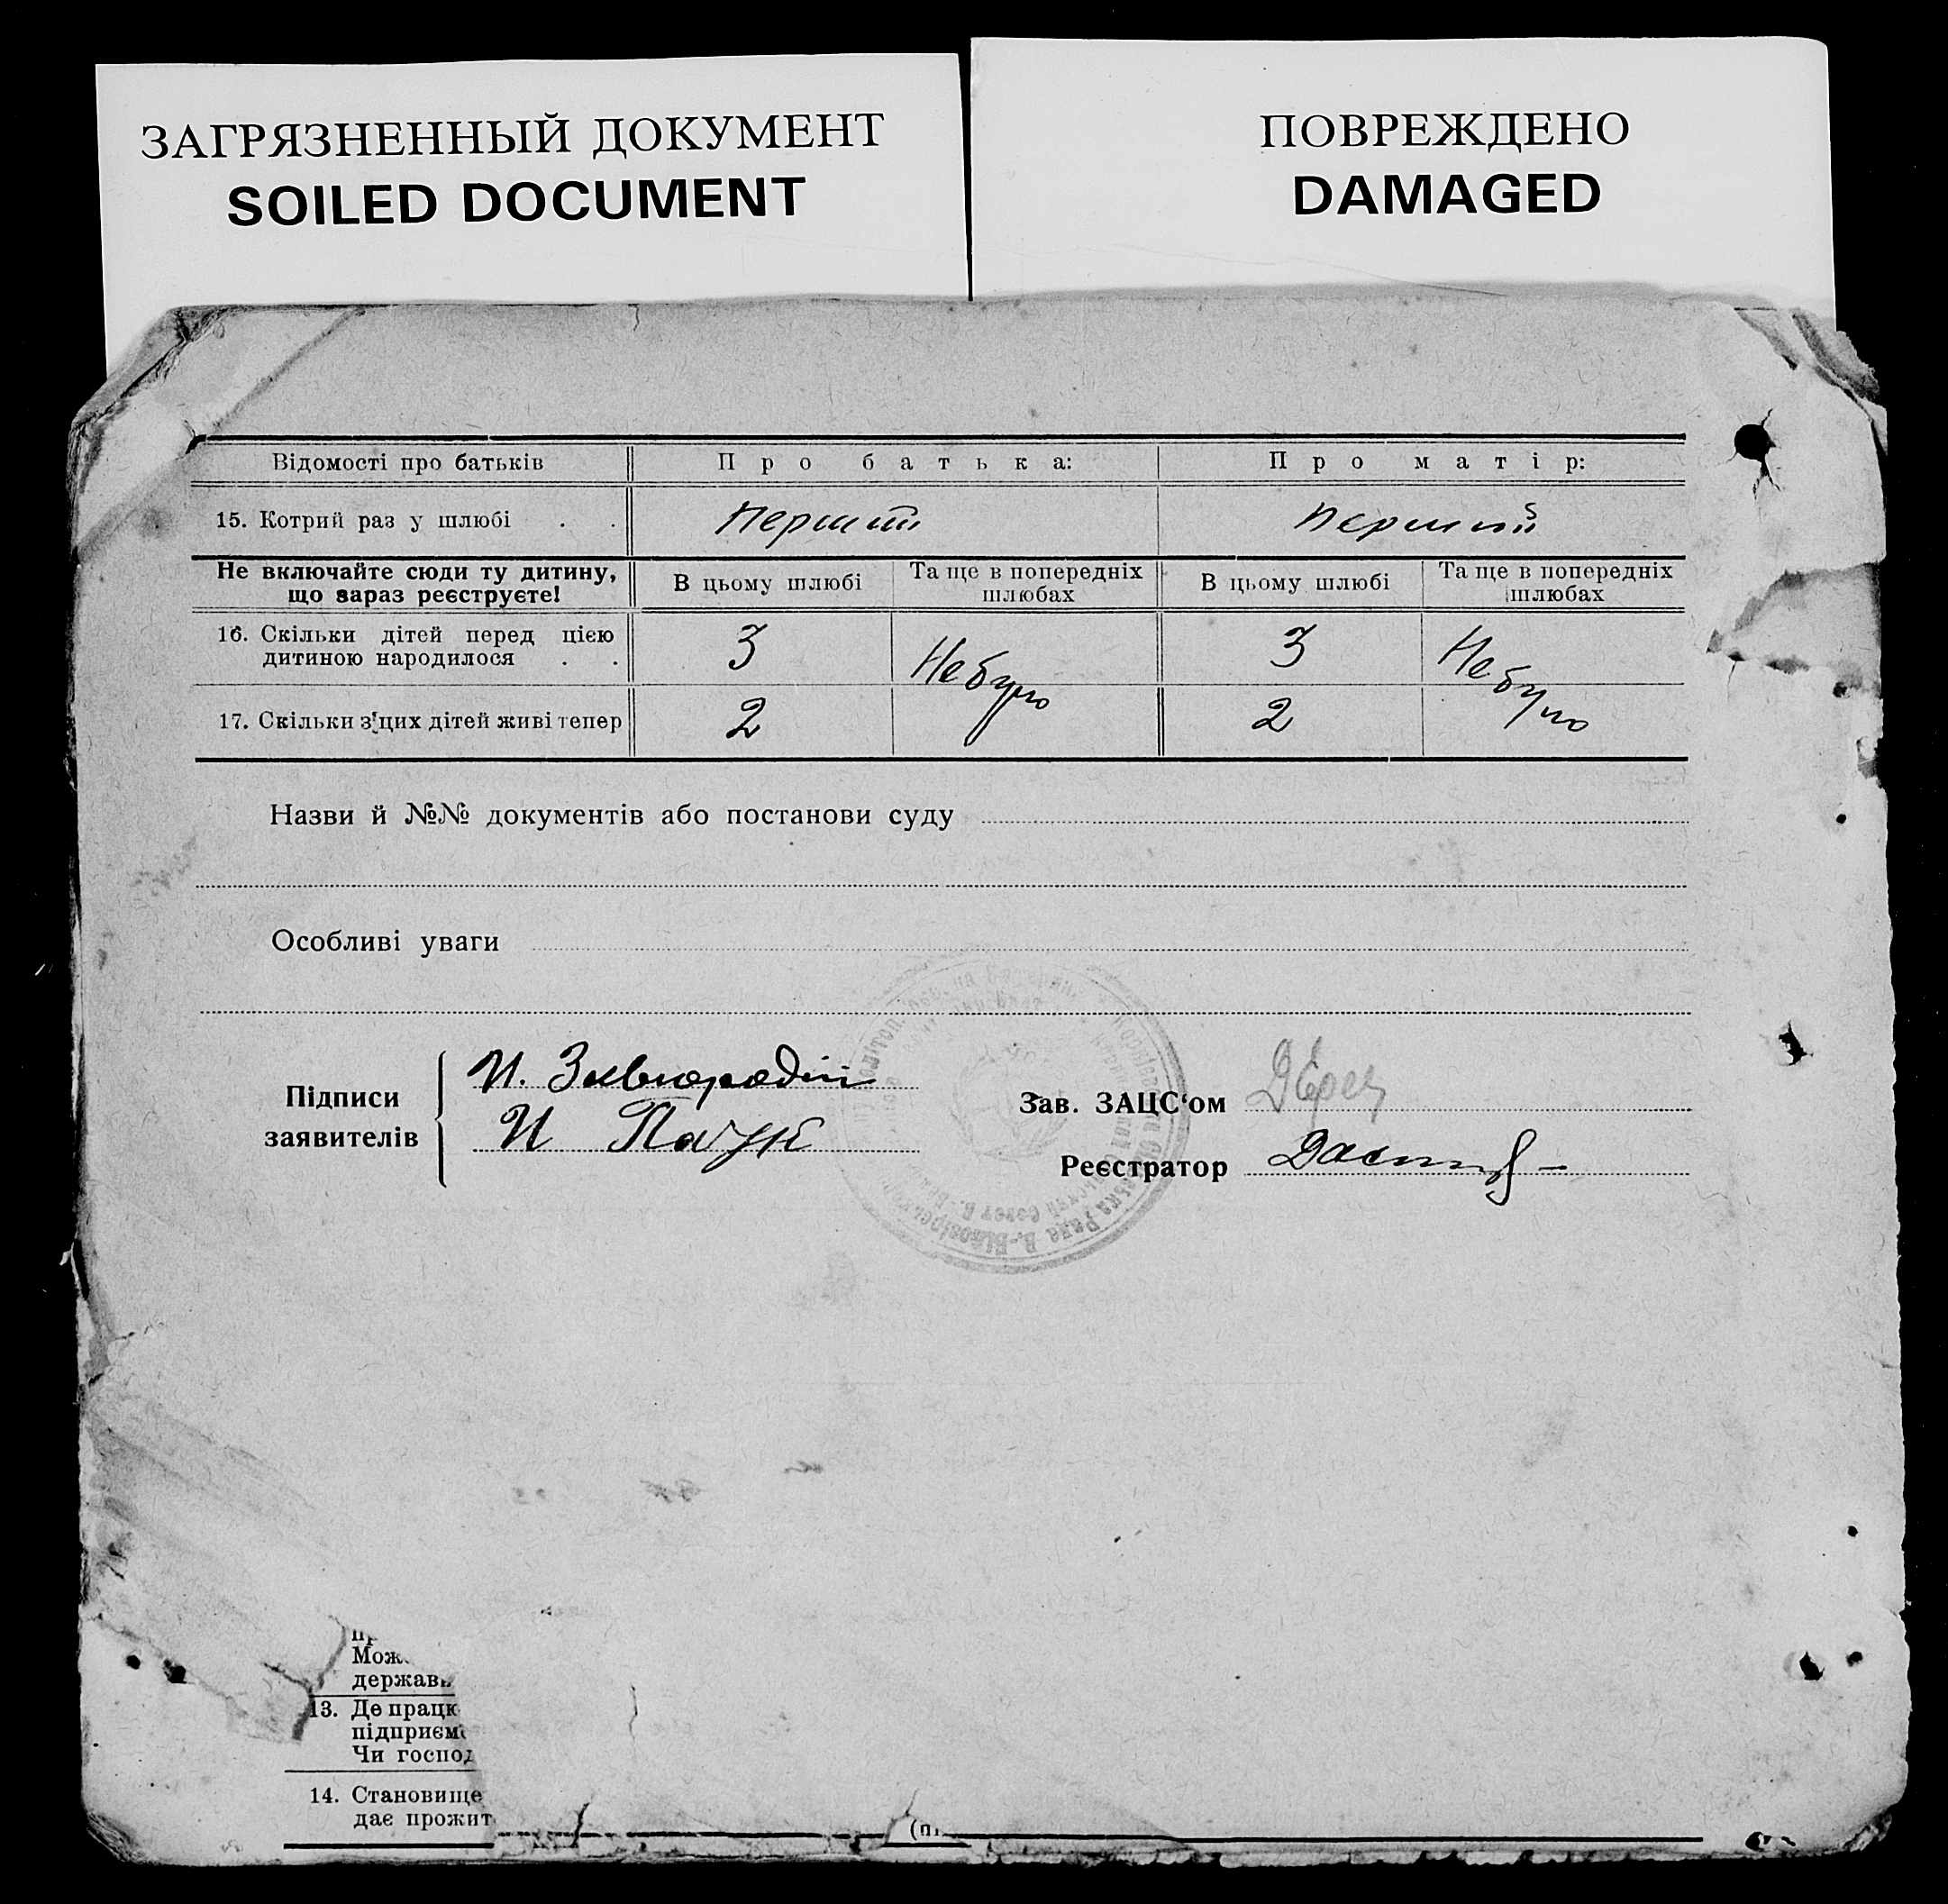 ЗАГРЯЗНЕННЫЙ ДОКУМЕНТ
SOILED DOCUMENT
ПОВРЕЖДЕНО
DAMAGED
Відомості про батьків Про батька: Про матір:
15. Котрий раз у шлюбі . . перший перший
Не включайте сюди ту дитину,
що зараз реєструєте!
В цьому шлюбі
Та ще в попередніх
шлюбах
В цьому шлюбі
Та ще в попередніх
шлюбах
16. Скільки дітей перед цією
дитиною народилося . .
3 Не було 3 Не було
17. Скільки з цих дітей живі тепер 2 2
Назви й №№ документів або постанови суду
Особливі уваги
Підписи
заявителів
И.
И Паук
Зав. ЗАЦС‘ом
Реєстратор
Мож
держав
13. Де працю
підприєм
Чи господ
14. Становище
дає прожит
(п